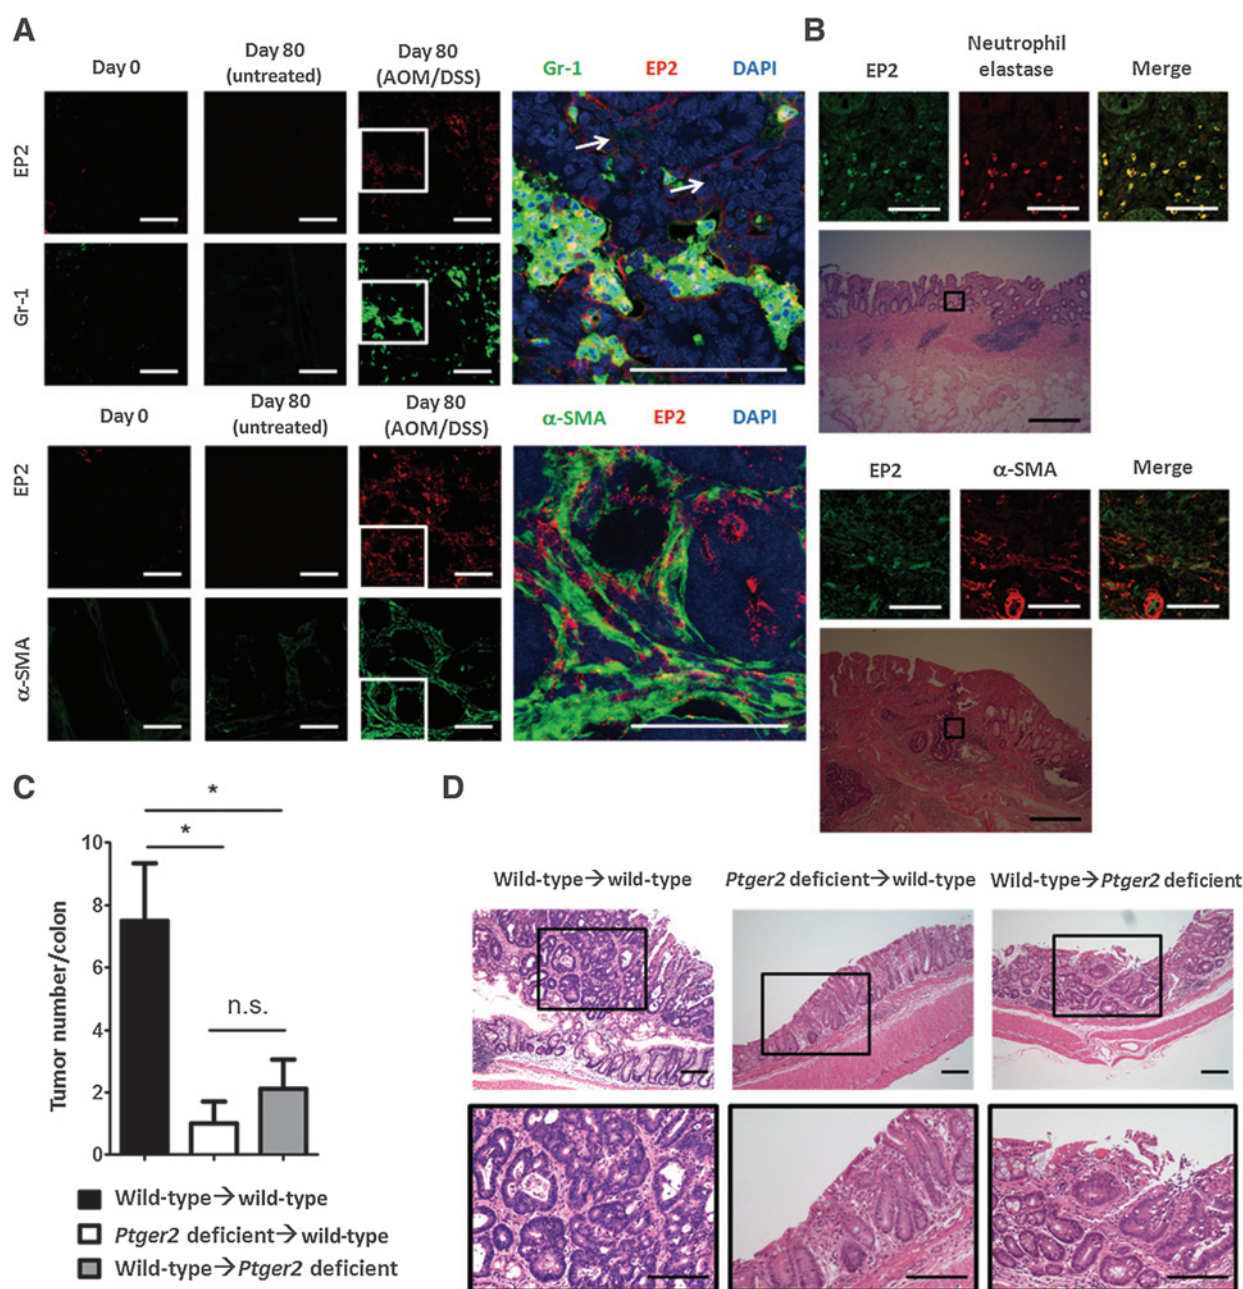 A
Day 0
Day 80
(untreated)
Day 80
(AOM/DSS)
Gr-1 EP2 DAPI
EP2
Gr-1
Day 0
Day 80
(untreated)
Day 80
(AOM/DSS)
α-SMA EP2 DAPI
EP2
α-SMA
B
EP2
Neutrophil
elastase
Merge
EP2 α-SMA Merge
C
*
*
n.s.
Tumor number/colon
10
8
6
4
2
0
Wild-type→wild-type
Ptger2 deficient→wild-type
Wild-type→Ptger2 deficient
D
Wild-type→wild-type
Ptger2 deficient→wild-type
Wild-type→Ptger2 deficient